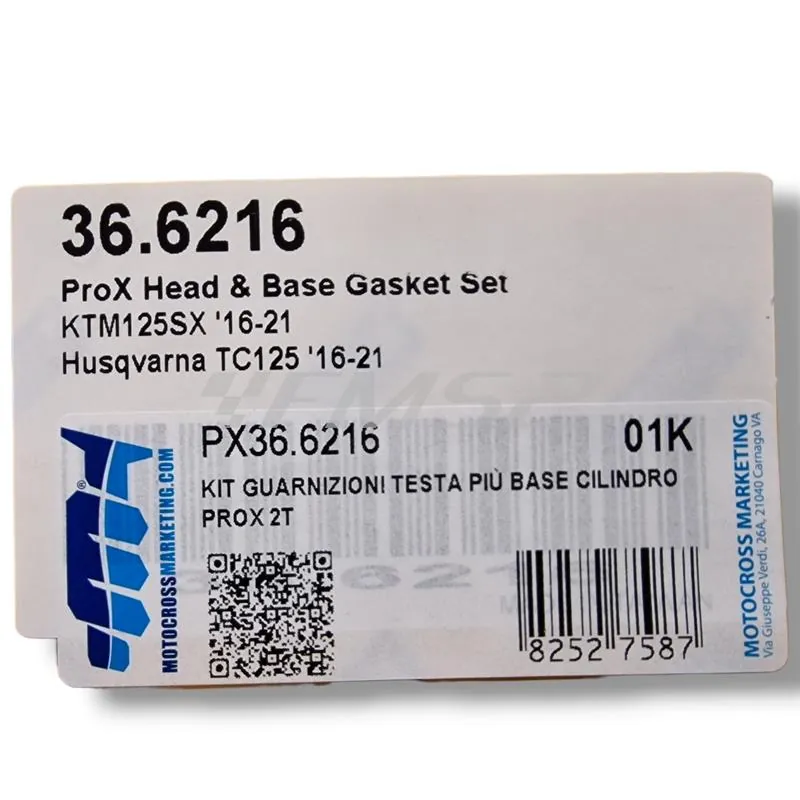 36.6216
ProX Head & Base Gasket Set
KTM125SX '16-21
Husqvarna TC125 '16-21
PX36.6216
01K
KIT GUARNIZIONI TESTA PIÙ BASE CILINDRO
PROX 2T
8252 7587
MOTOCROSSMARKETING.COM
®
MOTOCROSS MARKETING
Via Giuseppe Verdi, 26A, 21040 Carnago VA